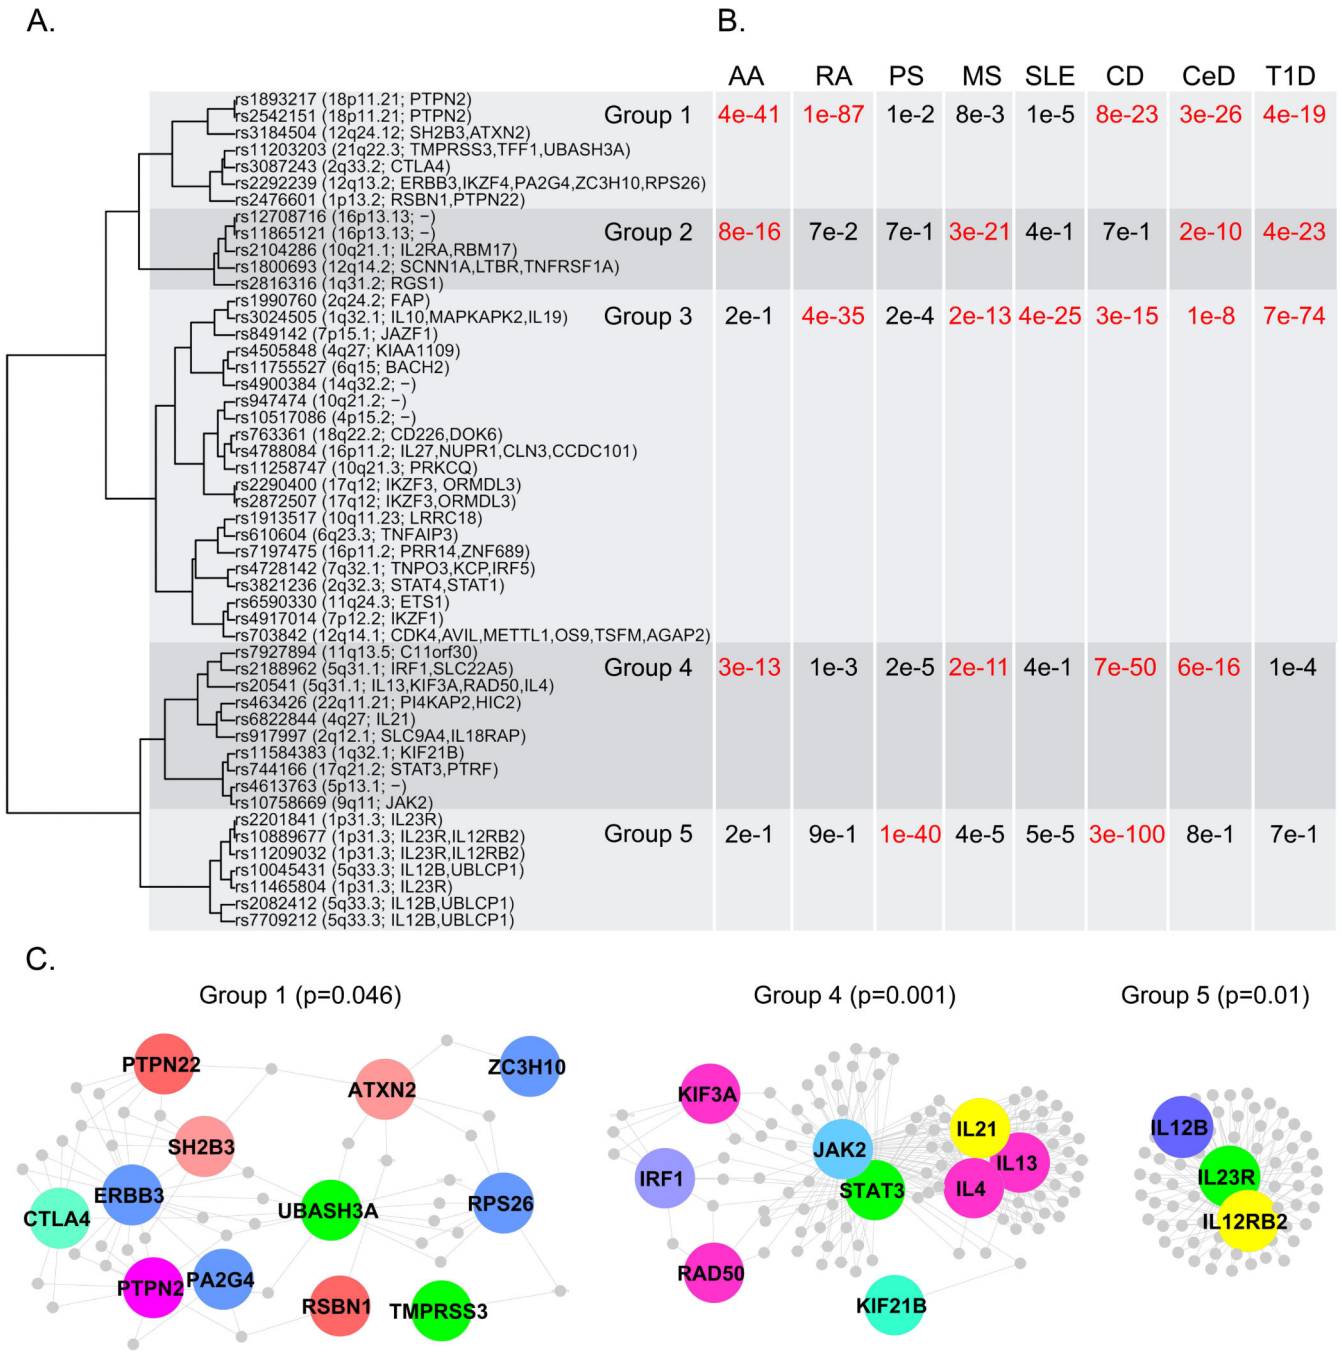 A.
B.
AA RA PS MS SLE CD CeD T1D
rs1893217 (18p11.21; PTPN2) Group 1 4e-41 1e-87 1e-2 8e-3 1e-5 8e-23 3e-26 4e-19
rs2542151 (18p11.21; PTPN2)
rs3184504 (12q24.12; SH2B3,ATXN2)
rs11203203 (21q22.3; TMPRSS3,TFF1,UBASH3A)
rs3087243 (2q33.2; CTLA4)
rs2292239 (12q13.2; ERBB3,IKZF4,PA2G4,ZC3H10,RPS26)
rs2476601 (1p13.2; RSBN1,PTPN22)
rs12708716 (16p13.13; −)
rs11865121 (16p13.13; −) Group 2 8e-16 7e-2 7e-1 3e-21 4e-1 7e-1 2e-10 4e-23
rs2104286 (10q21.1; IL2RA,RBM17)
rs1800693 (12q14.2; SCNN1A,LTBR,TNFRSF1A)
rs2816316 (1q31.2; RGS1)
rs1990760 (2q24.2; FAP)
rs3024505 (1q32.1; IL10,MAPKAPK2,IL19) Group 3 2e-1 4e-35 2e-4 2e-13 4e-25 3e-15 1e-8 7e-74
rs849142 (7p15.1; JAZF1)
rs4505848 (4q27; KIAA1109)
rs11755527 (6q15; BACH2)
rs4900384 (14q32.2; −)
rs947474 (10q21.2; −)
rs10517086 (4p15.2; −)
rs763361 (18q22.2; CD226,DOK6)
rs4788084 (16p11.2; IL27,NUPR1,CLN3,CCDC101)
rs11258747 (10q21.3; PRKCQ)
rs2290400 (17q12; IKZF3, ORMDL3)
rs2872507 (17q12; IKZF3,ORMDL3)
rs1913517 (10q11.23; LRRC18)
rs610604 (6q23.3; TNFAIP3)
rs7197475 (16p11.2; PRR14,ZNF689)
rs4728142 (7q32.1; TNPO3,KCP,IRF5)
rs3821236 (2q32.3; STAT4,STAT1)
rs6590330 (11q24.3; ETS1)
rs4917014 (7p12.2; IKZF1)
rs703842 (12q14.1; CDK4,AVIL,METTL1,OS9,TSFM,AGAP2)
rs7927894 (11q13.5; C11orf30)
rs2188962 (5q31.1; IRF1,SLC22A5) Group 4 3e-13 1e-3 2e-5 2e-11 4e-1 7e-50 6e-16 1e-4
rs20541 (5q31.1; IL13,KIF3A,RAD50,IL4)
rs463426 (22q11.21; PI4KAP2,HIC2)
rs6822844 (4q27; IL21)
rs917997 (2q12.1; SLC9A4,IL18RAP)
rs11584383 (1q32.1; KIF21B)
rs744166 (17q21.2; STAT3,PTRF)
rs4613763 (5p13.1; −)
rs10758669 (9q11; JAK2)
rs2201841 (1p31.3; IL23R)
rs10889677 (1p31.3; IL23R,IL12RB2) Group 5 2e-1 9e-1 1e-40 4e-5 5e-5 3e-100 8e-1 7e-1
rs11209032 (1p31.3; IL23R,IL12RB2)
rs10045431 (5q33.3; IL12B,UBLCP1)
rs11465804 (1p31.3; IL23R)
rs2082412 (5q33.3; IL12B,UBLCP1)
rs7709212 (5q33.3; IL12B,UBLCP1)
C.
Group 1 (p=0.046)
PTPN22
ATXN2
ZC3H10
SH2B3
ERBB3
CTLA4
UBASH3A
RPS26
PTPN2
PA2G4
RSBN1
TMPRSS3
Group 4 (p=0.001)
KIF3A
JAK2
IL21
IRF1
STAT3
IL4
IL13
RAD50
KIF21B
Group 5 (p=0.01)
IL12B
IL23R
IL12RB2